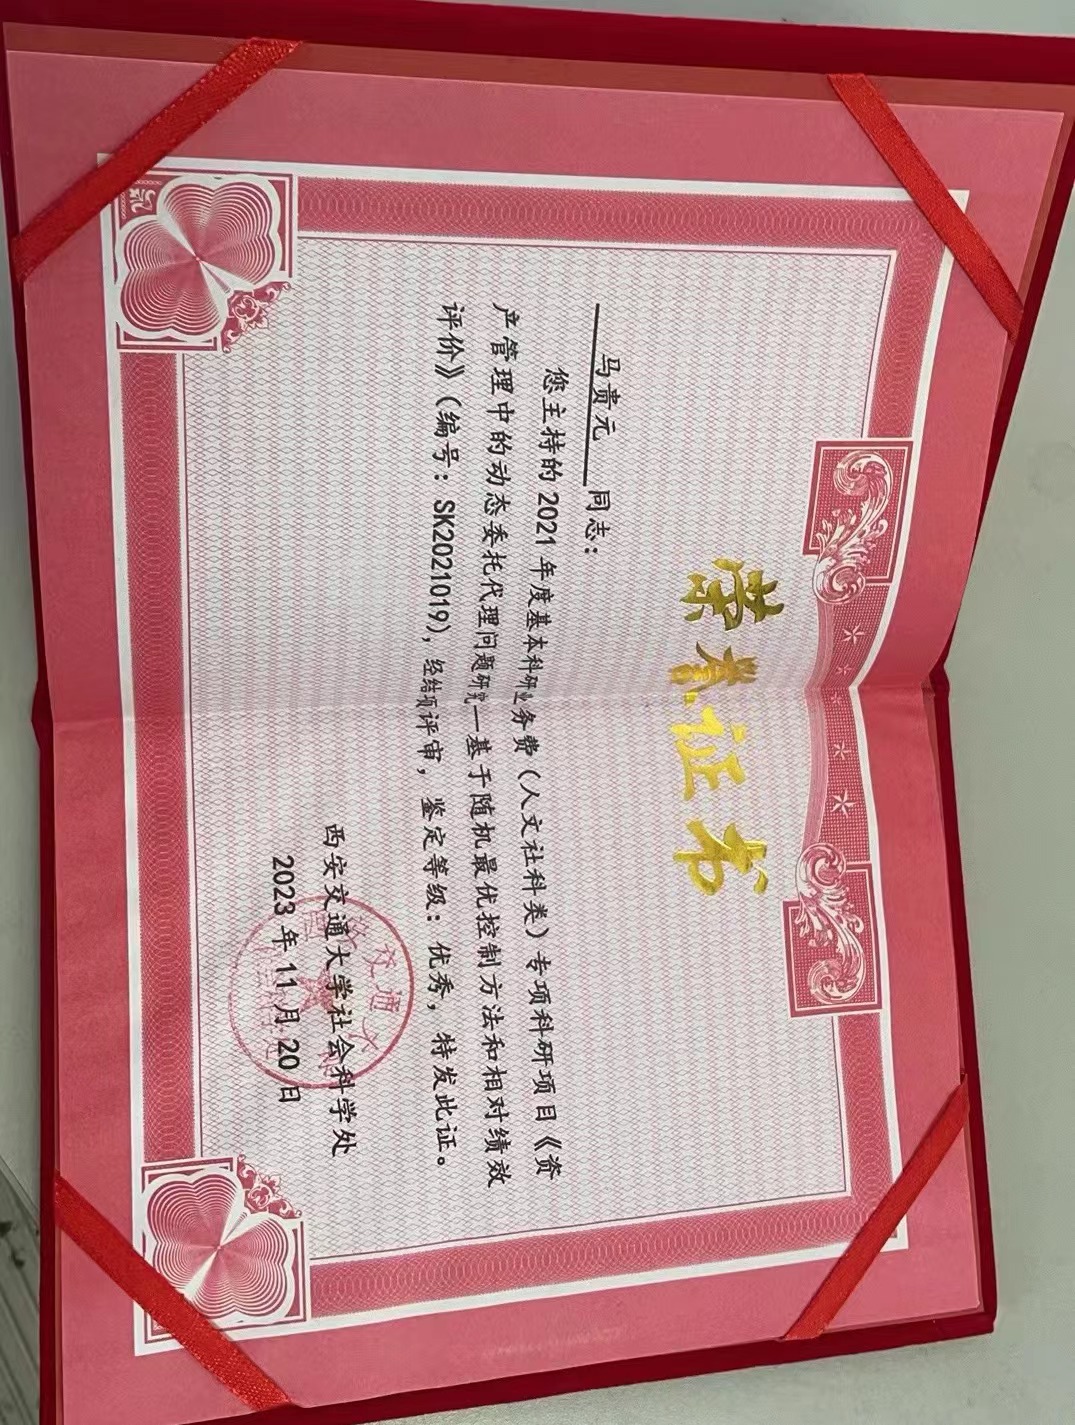 荣誉证书
马贵元 同志：
您主持的2021年度基本科研业务费（人文社科类）专项科研项目《资
产管理中的动态委托代理问题研究—基于随机最优控制方法和相对绩效
评价》（编号：SK2021019），经结项评审，鉴定等级：优秀，特发此证。
西安交通大学社会科学处
2023年11月20日
交通大